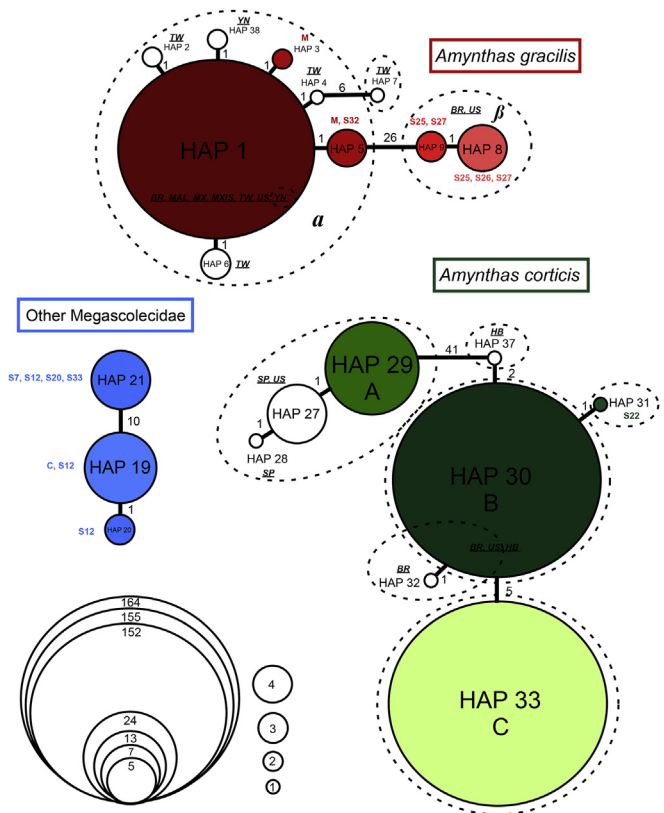 YN
TW
HAP 38
M
HAP 2
HAP 3
1
1
1
Amynthas gracilis
TW
HAP 4
6
TW
HAP 7
1
BR, US
β
M, S32
S25, S27
HAP 1
1
HAP 5
26
HAP 9
1
HAP 8
S25, S26, S27
BR, MAL, MX, MXIS, TW, US, YN
a
1
HAP 6
TW
Amynthas corticis
Other Megascolecidae
HB
HAP 37
41
HAP 29
A
2
S7, S12, S20, S33
HAP 21
SP, US
1
HAP 27
HAP 31
1
S22
10
1
HAP 28
SP
C, S12
HAP 19
HAP 30
B
1
S12
HAP 20
BR, US, HB
BR
HAP 32
1
5
164
155
152
4
HAP 33
C
24
13
7
5
3
2
1